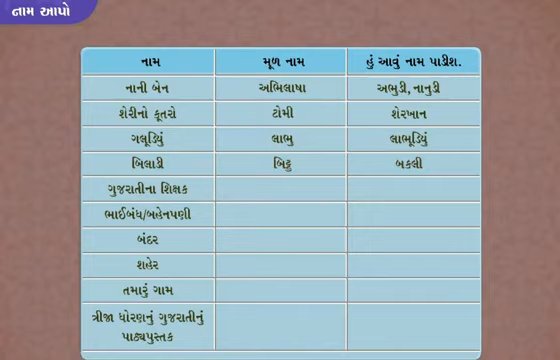 નામ આપો
નામ મૂળ નામ હું આવું નામ પાડીશ.
નાની બેન અભિલાષા અભુડી, નાનુડી
શેરીનો કૂતરો ટોમી શેરખાન
ગલૂડિયું લાભુ લાભૂડિયું
બિલાડી બિટ્ટુ બકલી
ગુજરાતીના શિક્ષક
ભાઈબંધ/બહેનપણી
બંદર
શહેર
તમારું ગામ
ત્રીજા ધોરણનું ગુજરાતીનું
પાઠ્યપુસ્તક